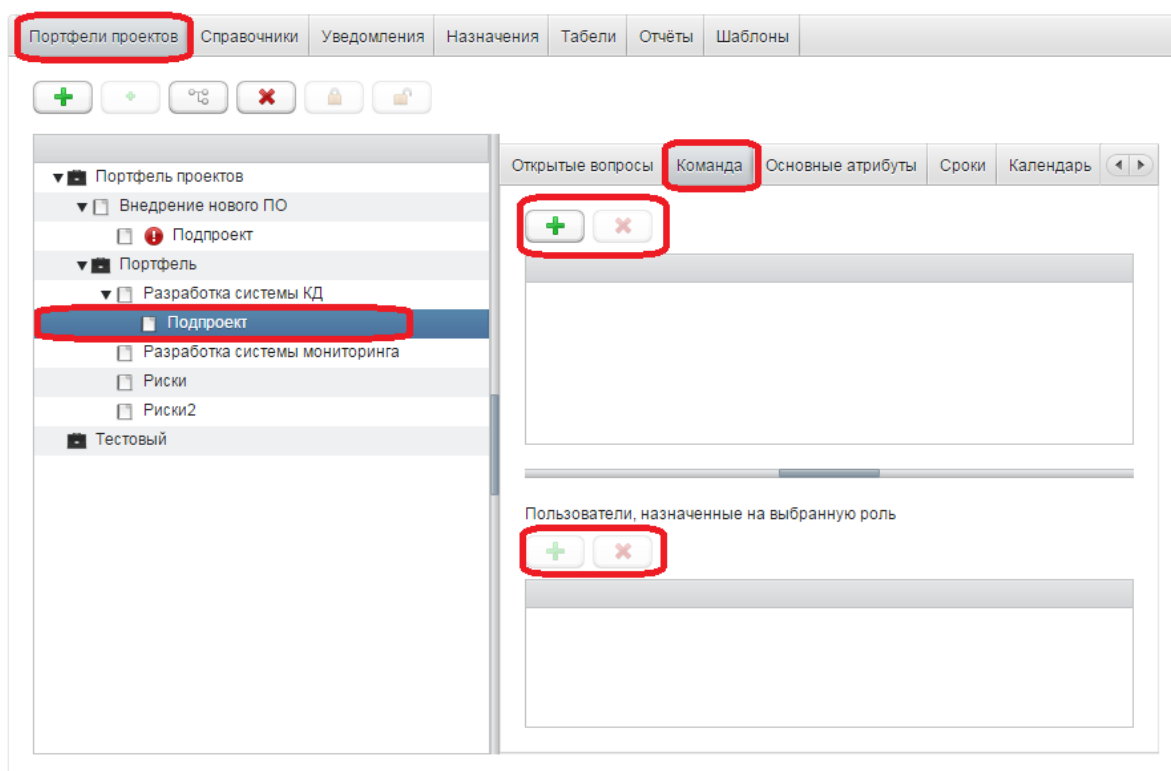 Портфели проектов Справочники Уведомления Назначения Табели Отчёты Шаблоны
Открытые вопросы Команда Основные атрибуты Сроки Календарь
Портфель проектов
Внедрение нового ПО
Подпроект
Портфель
Разработка системы КД
Подпроект
Разработка системы мониторинга
Риски
Риски2
Тестовый
Пользователи, назначенные на выбранную роль